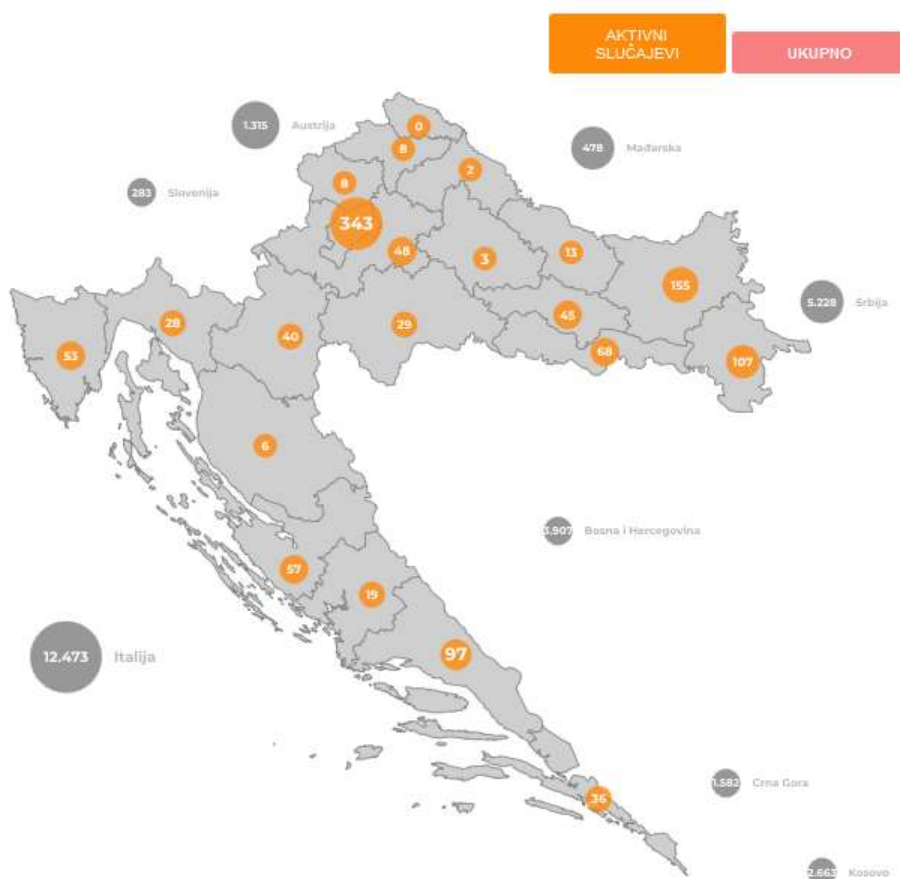 AKTIVNI
SLUČAJEVI
UKUPNO
1.315 Austrija
0
8
478 Mađarska
2
8
283 Slovenija
343
48
3
13
155
5.228 Srbija
45
28
29
40
68
53
107
6
3.907 Bosna i Hercegovina
57
19
97
12.473 Italija
1.582 Crna Gora
36
2.663 Kosovo